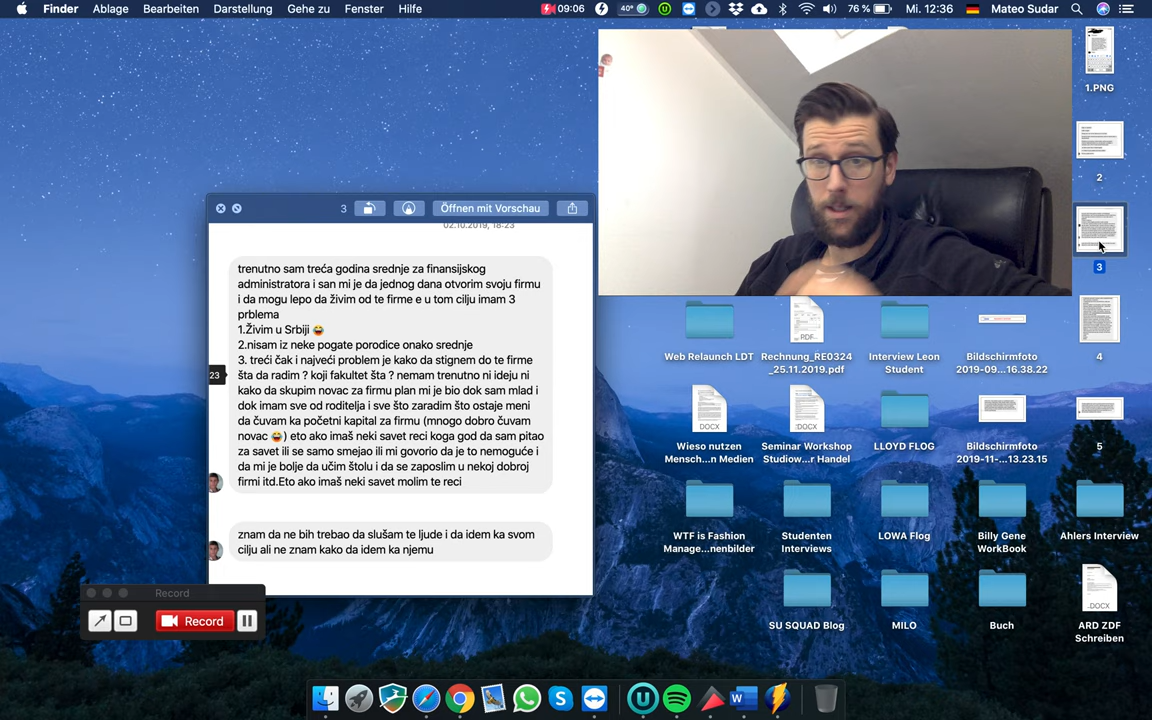 Finder Ablage Bearbeiten Darstellung Gehe zu Fenster Hilfe 09:06 40° 76 % Mi. 12:36 Mateo Sudar
3 Öffnen mit Vorschau
02.10.2019, 18:23
trenutno sam treća godina srednje za finansijskog
administratora i san mi je da jednog dana otvorim svoju firmu
i da mogu lepo da živim od te firme e u tom cilju imam 3
prblema
1.Živim u Srbiji 😂
2.nisam iz neke pogate porodice onako srednje
3. treći čak i najveći problem je kako da stignem do te firme
šta da radim ? koji fakultet šta ? nemam trenutno ni ideju ni
kako da skupim novac za firmu plan mi je bio dok sam mlad i
dok imam sve od roditelja i sve što zaradim što ostaje meni
da čuvam ka početni kapital za firmu (mnogo dobro čuvam
novac 😂) eto ako imaš neki savet reci koga god da sam pitao
za savet ili se samo smejao ili mi govorio da je to nemoguće i
da mi je bolje da učim štolu i da se zaposlim u nekoj dobroj
firmi itd.Eto ako imaš neki savet molim te reci
23
znam da ne bih trebao da slušam te ljude i da idem ka svom
cilju ali ne znam kako da idem ka njemu
Record
Record
1.PNG
2
3
Web Relaunch LDT
PDF
Rechnung_RE0324
_25.11.2019.pdf
Interview Leon
Student
Bildschirmfoto
2019-09...16.38.22
4
DOCX
Wieso nutzen
Mensch...n Medien
DOCX
Seminar Workshop
Studiow...r Handel
LLOYD FLOG
Bildschirmfoto
2019-11-...13.23.15
5
WTF is Fashion
Manage...nenbilder
Studenten
Interviews
LOWA Flog
Billy Gene
WorkBook
Ahlers Interview
SU SQUAD Blog
MILO
Buch
DOCX
ARD ZDF
Schreiben